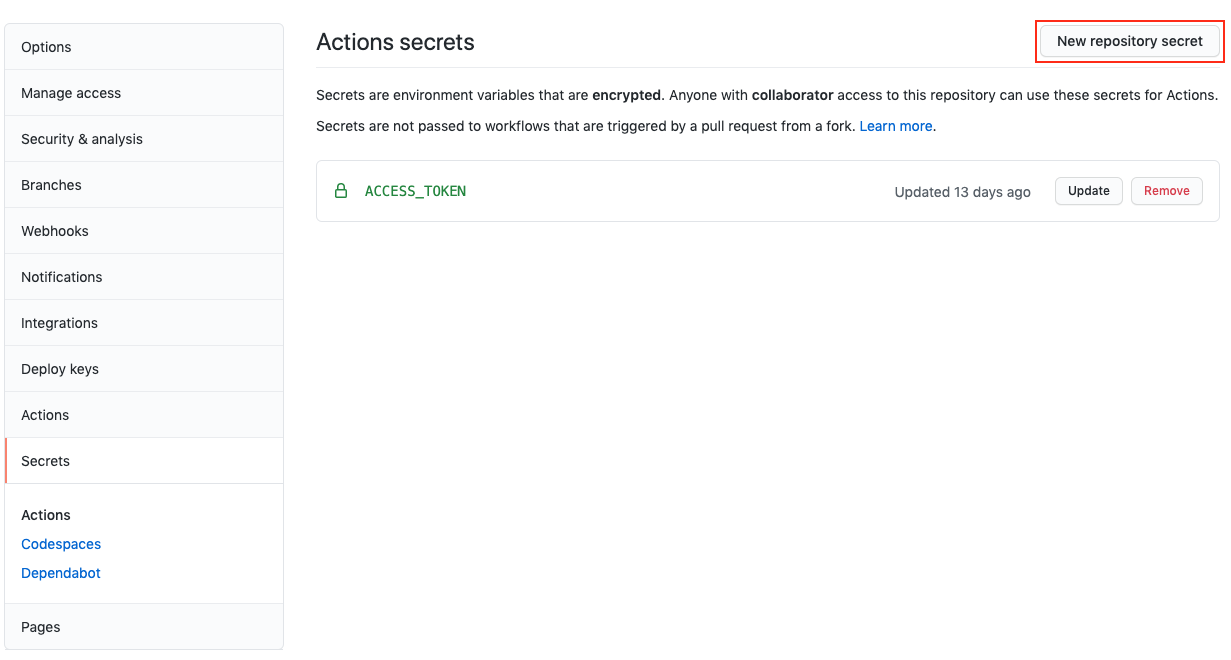 Options
Manage access
Security & analysis
Branches
Webhooks
Notifications
Integrations
Deploy keys
Actions
Secrets
Actions
Codespaces
Dependabot
Pages
Actions secrets
New repository secret
Secrets are environment variables that are encrypted. Anyone with collaborator access to this repository can use these secrets for Actions.
Secrets are not passed to workflows that are triggered by a pull request from a fork. Learn more.
ACCESS_TOKEN Updated 13 days ago Update Remove